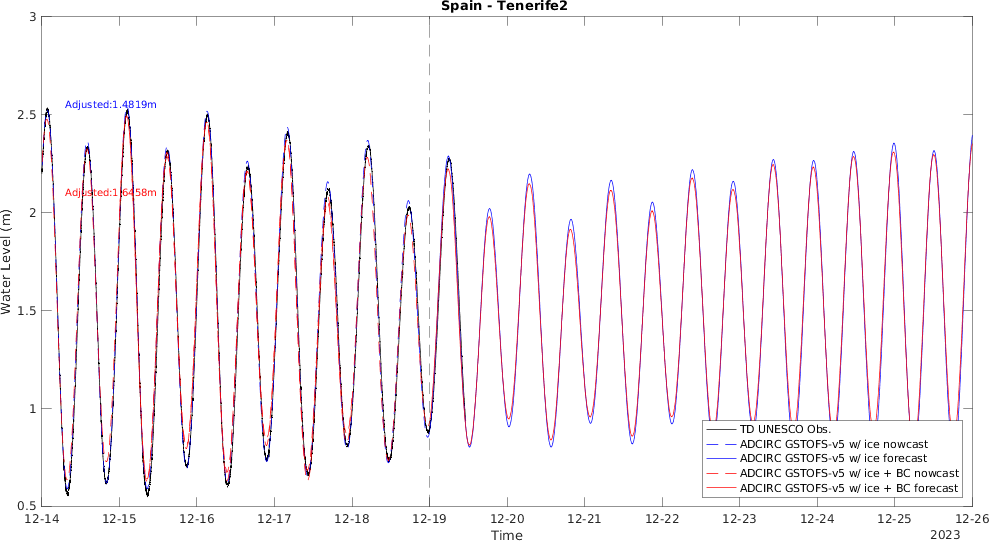 Spain - Tenerife2
3
2.5
2
1.5
1
0.5
Water Level (m)
Adjusted:1.4819m
Adjusted:1.6458m
TD UNESCO Obs.
ADCIRC GSTOFS-v5 w/ ice nowcast
ADCIRC GSTOFS-v5 w/ ice forecast
ADCIRC GSTOFS-v5 w/ ice + BC nowcast
ADCIRC GSTOFS-v5 w/ ice + BC forecast
12-14 12-15 12-16 12-17 12-18 12-19 12-20 12-21 12-22 12-23 12-24 12-25 12-26
Time
2023